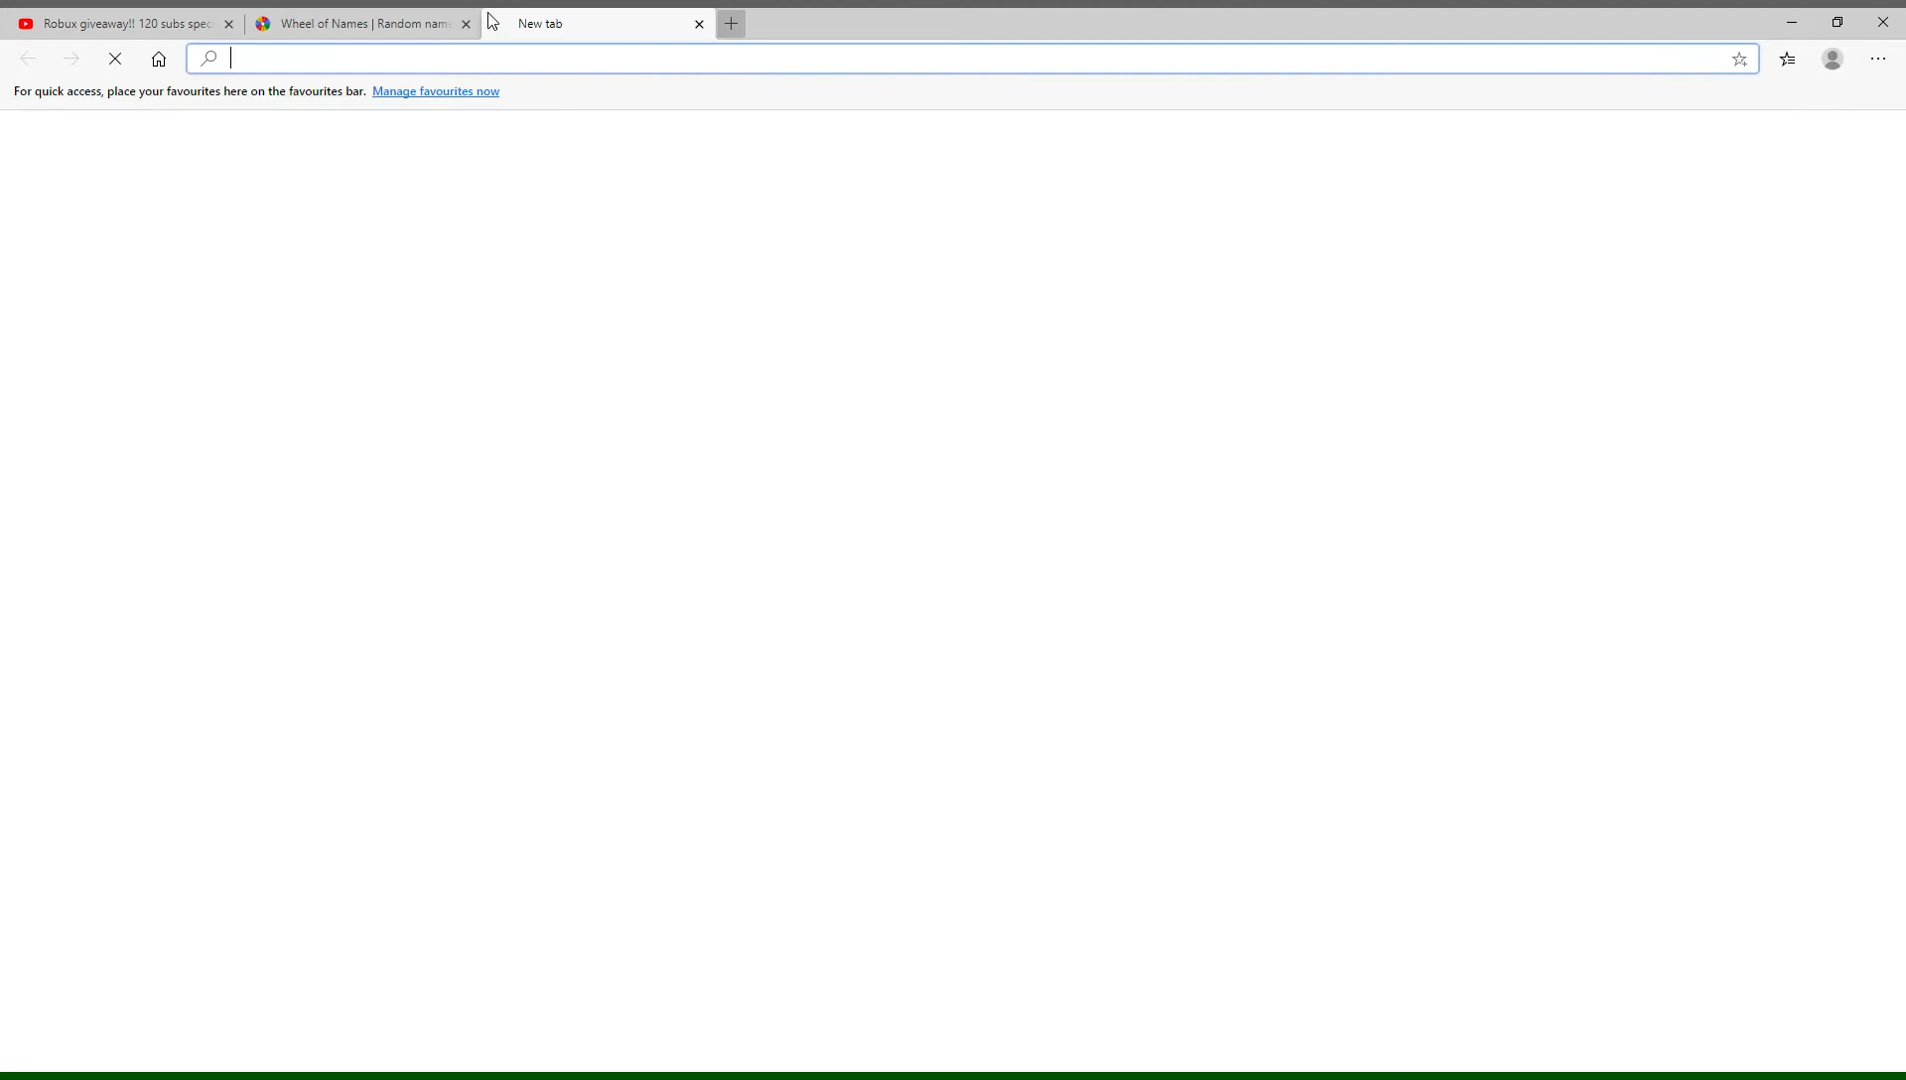 Robux giveaway!! 120 subs spec
Wheel of Names | Random name
New tab
For quick access, place your favourites here on the favourites bar. Manage favourites now